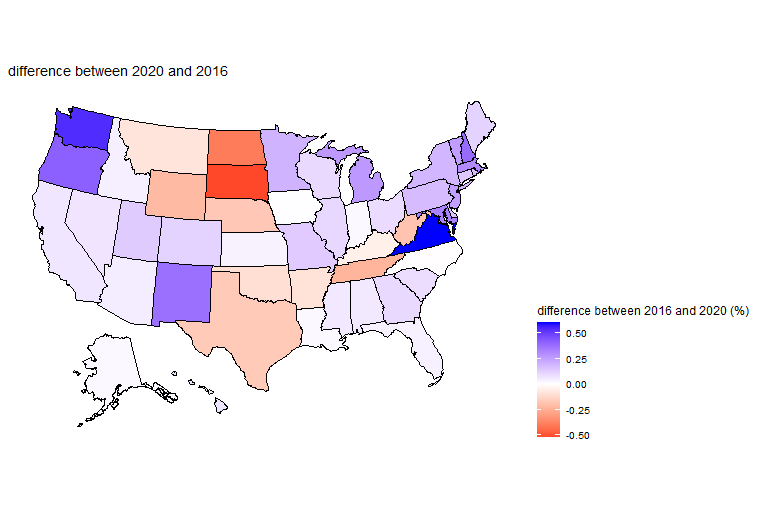 difference between 2020 and 2016
difference between 2016 and 2020 (%)
0.50
0.25
0.00
-0.25
-0.50